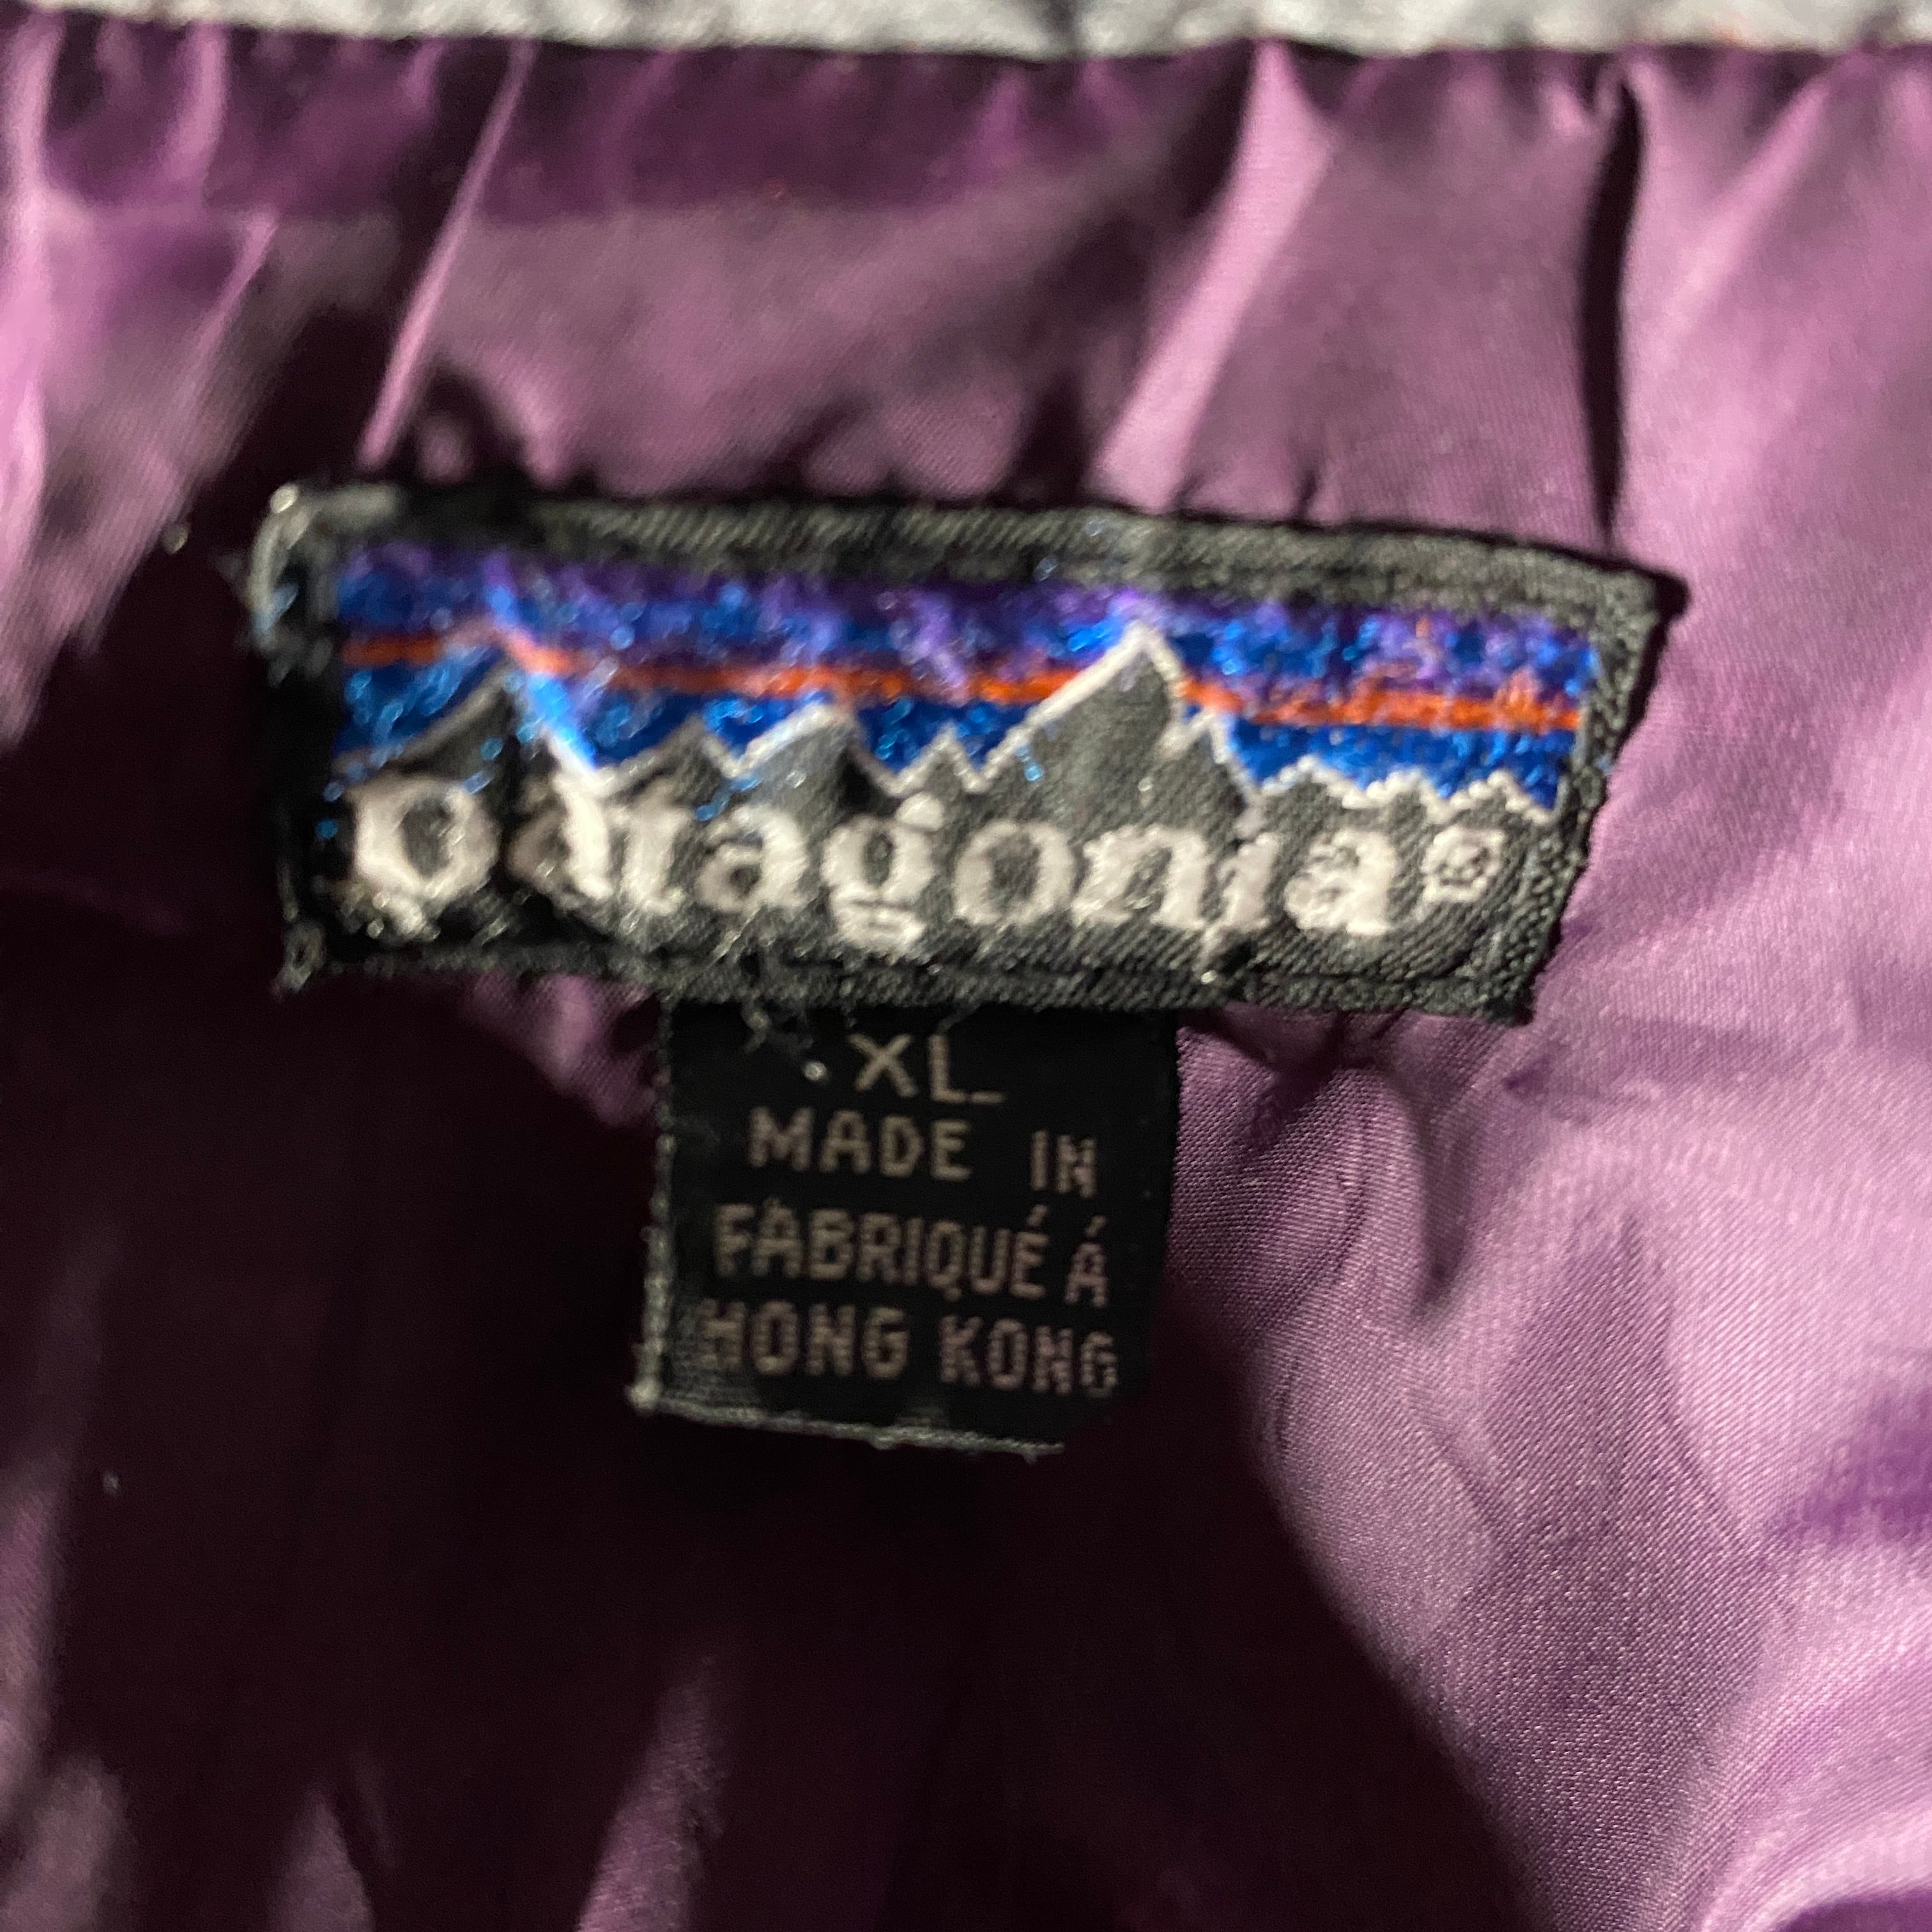 patagonia®
XL
MADE IN
FABRIQUÉ Á
HONG KONG